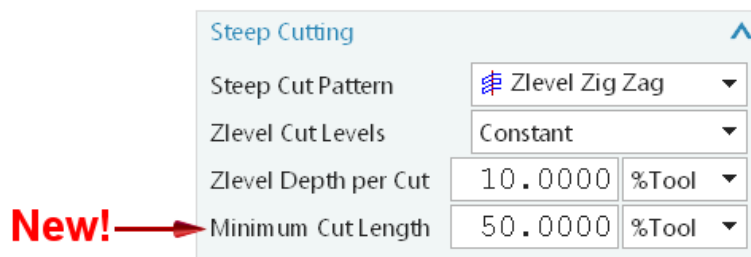 Steep Cutting
Steep Cut Pattern Zlevel Zig Zag
Zlevel Cut Levels Constant
Zlevel Depth per Cut 10.0000 %Tool
New! Minimum Cut Length 50.0000 %Tool